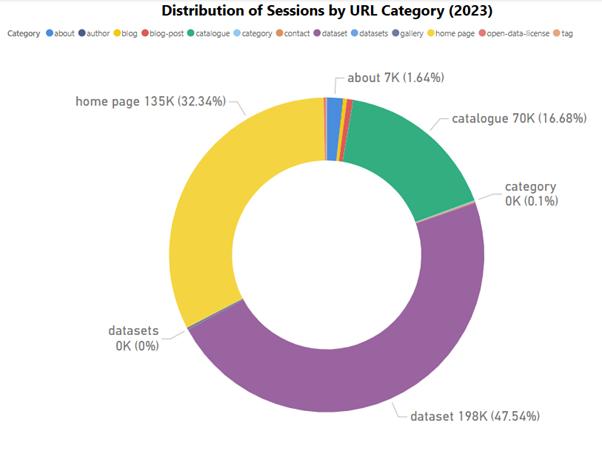 Distribution of Sessions by URL Category (2023)
Category about author blog blog-post catalogue category contact dataset datasets gallery home page open-data-license tag
about 7K (1.64%)
home page 135K (32.34%)
catalogue 70K (16.68%)
category
0K (0.1%)
datasets
0K (0%)
dataset 198K (47.54%)